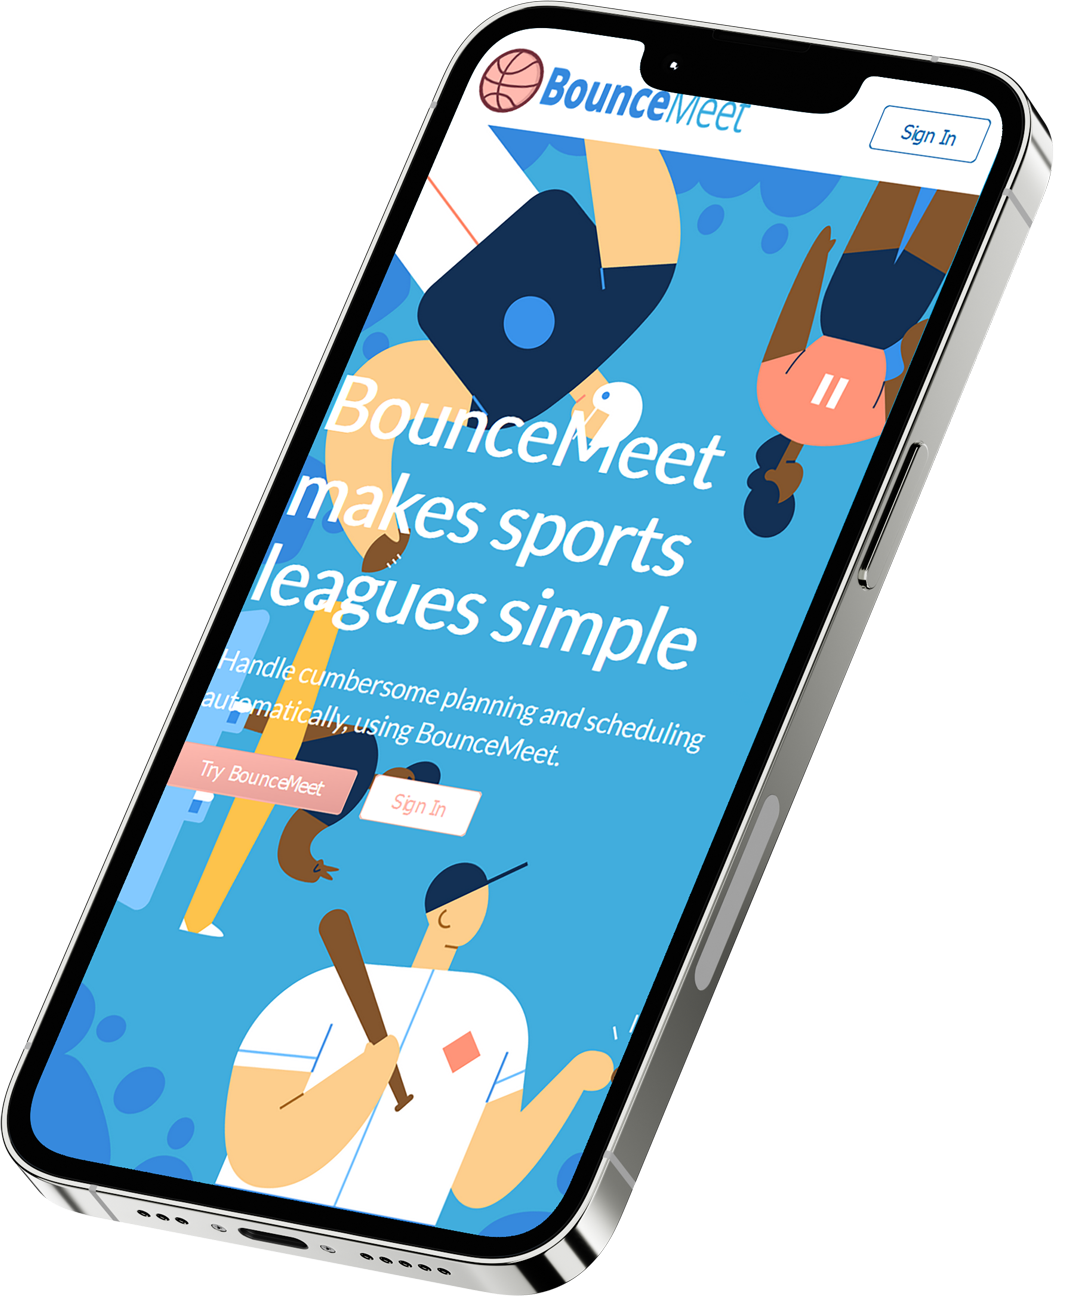 BounceMeet
Sign In
BounceMeet
makes sports
leagues simple
Handle cumbersome planning and scheduling
automatically, using BounceMeet.
Try BounceMeet
Sign In